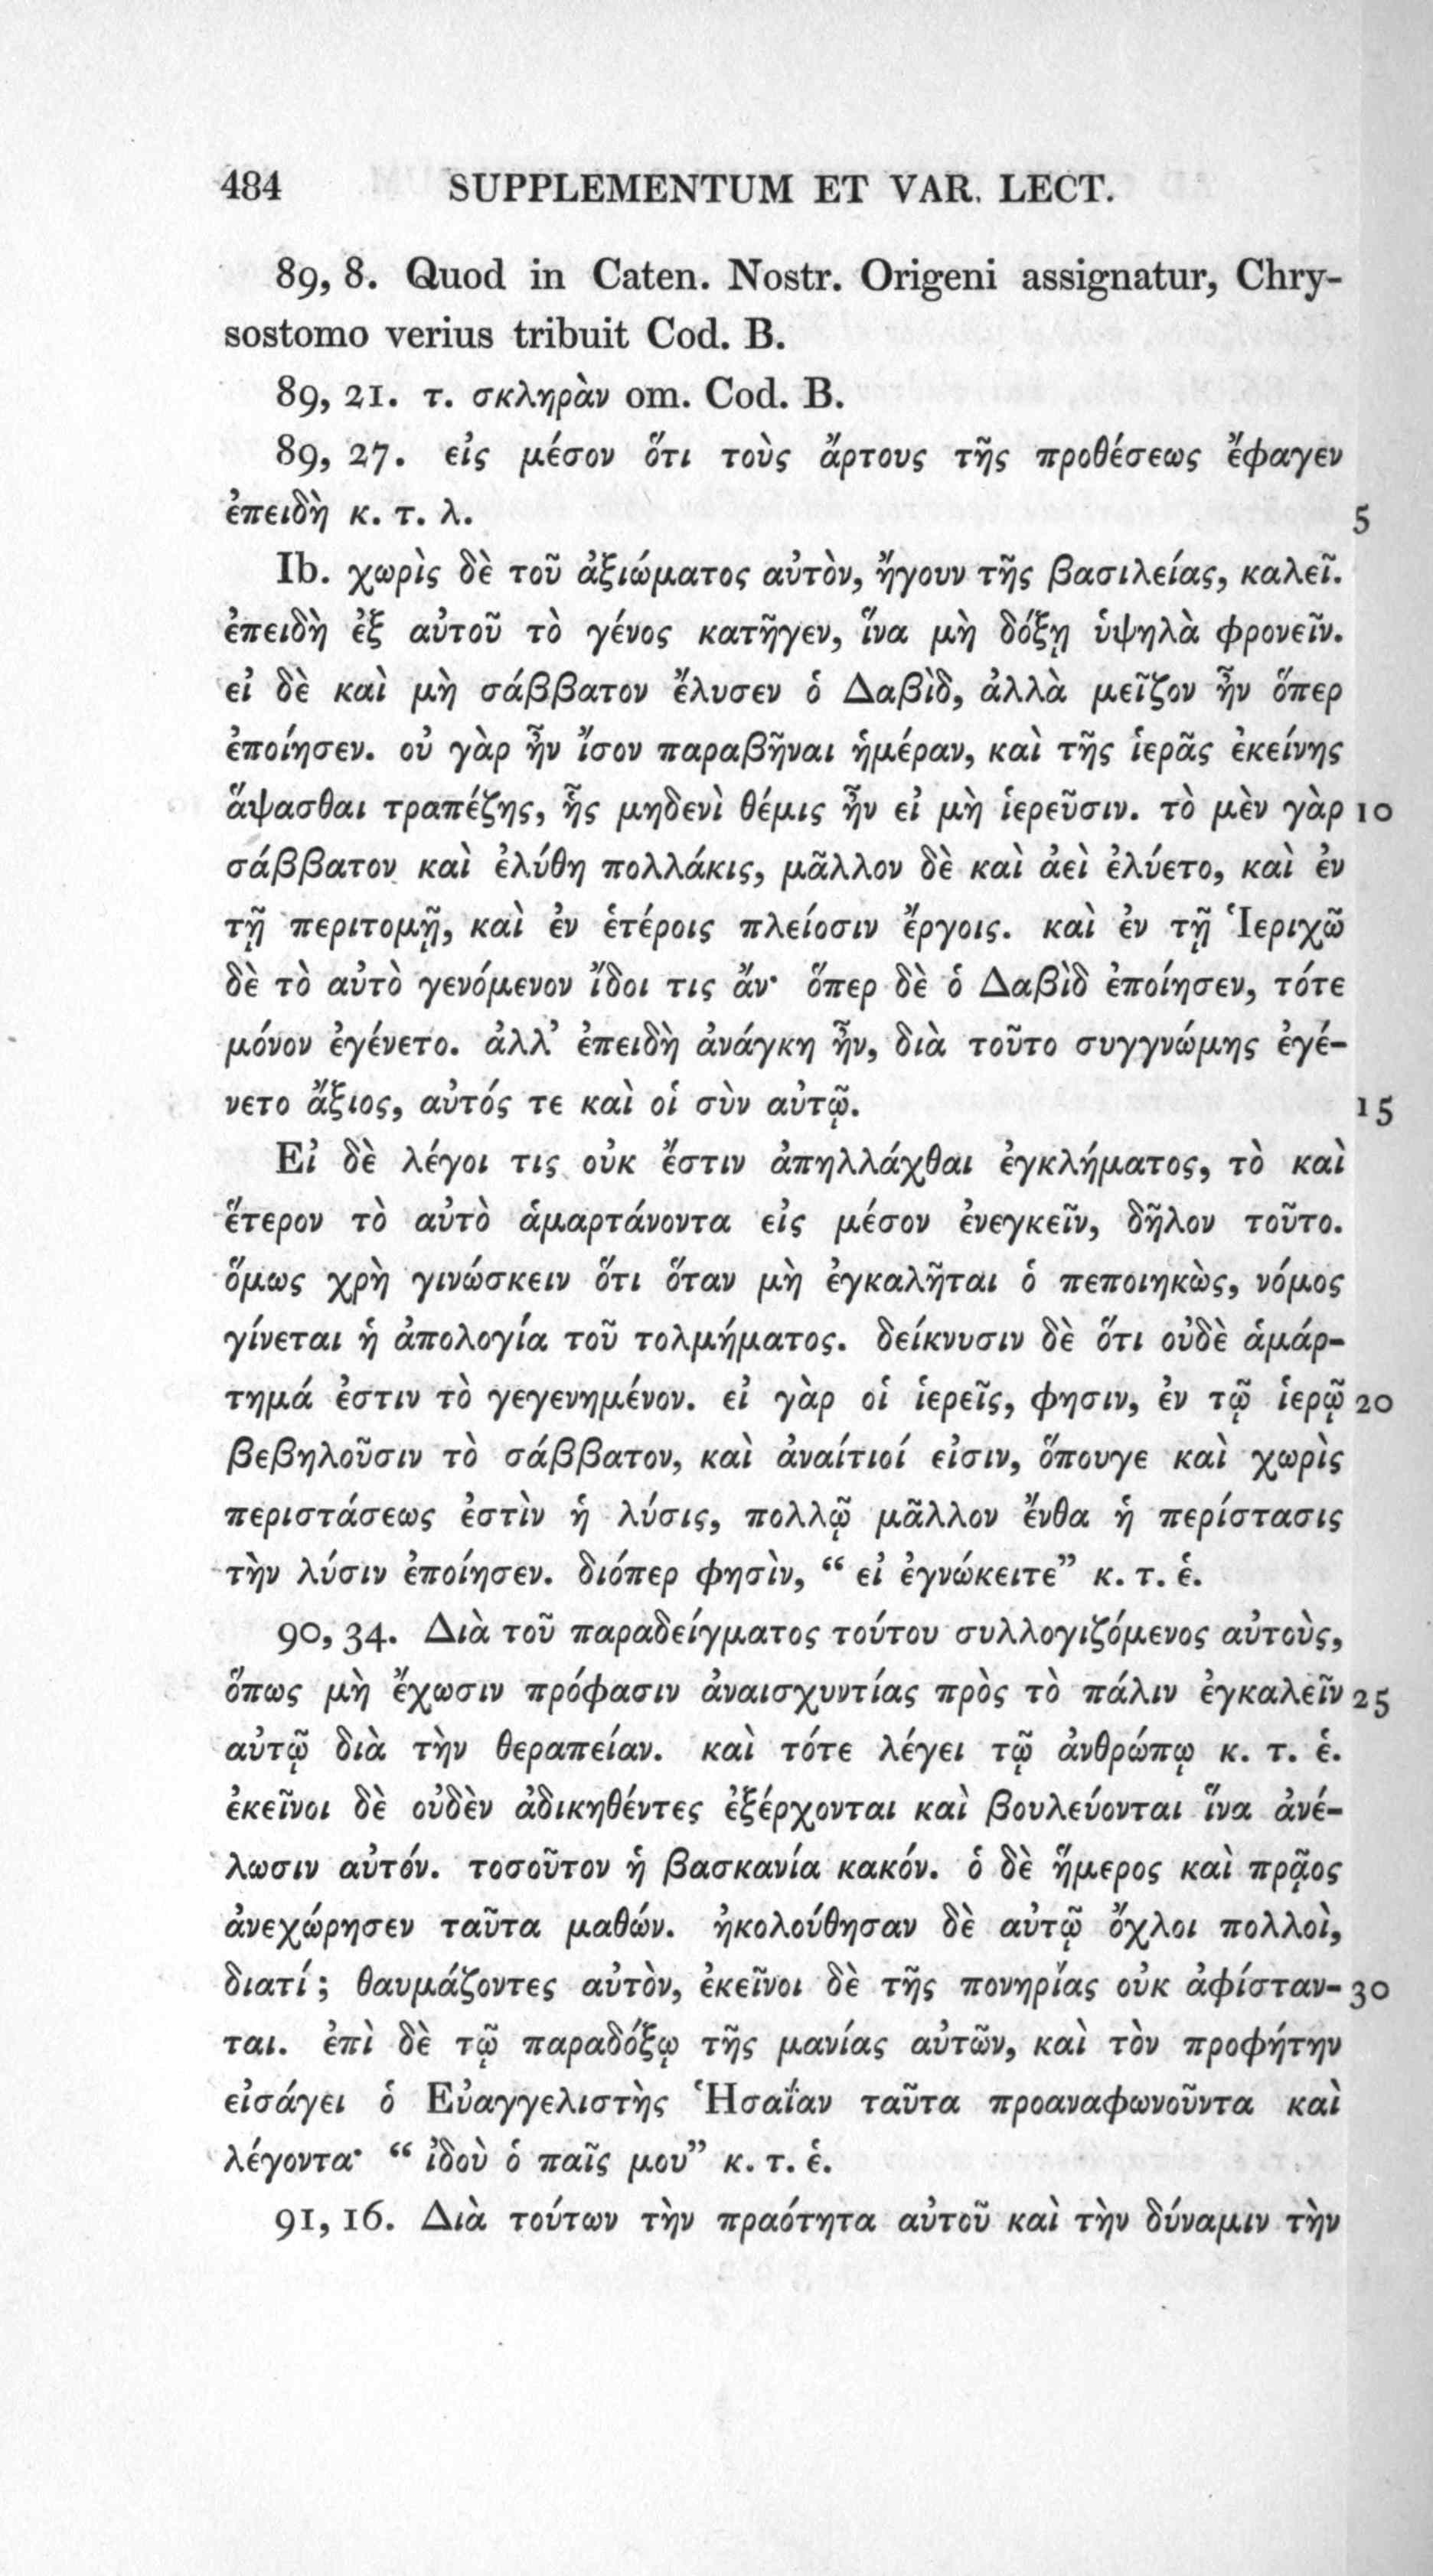 484 SUPPLEMENTUM ET VAR. LECT.
89, 8. Quod in Caten. Nostr. Origeni assignatur, Chry-
sostomo verius tribuit Cod. B.
89, 21. τ. σκληρὰν om. Cod. B.
89, 27. εἰς μέσον ὅτι τοὺς ἄρτους τῆς προθέσεως ἔφαγεν
ἐπειδὴ κ. τ. λ. 5
Ib. χωρὶς δὲ τοῦ ἀξιώματος αὐτὸν, ἤγουν τῆς βασιλείας, καλεῖ.
ἐπειδὴ ἐξ αὐτοῦ τὸ γένος κατῆγεν, ἵνα μὴ δόξῃ ὑψηλὰ φρονεῖν.
εἰ δὲ καὶ μὴ σάββατον ἔλυσεν ὁ Δαβὶδ, ἀλλὰ μεῖζον ἦν ὅπερ
ἐποίησεν. οὐ γὰρ ἦν ἴσον παραβῆναι ἡμέραν, καὶ τῆς ἱερᾶς ἐκείνης
ἅψασθαι τραπέζης, ἧς μηδενὶ θέμις ἦν εἰ μὴ ἱερεῦσιν. τὸ μὲν γὰρ 10
σάββατον καὶ ἐλύθη πολλάκις, μᾶλλον δὲ καὶ ἀεὶ ἐλύετο, καὶ ἐν
τῇ περιτομῇ, καὶ ἐν ἑτέροις πλείοσιν ἔργοις. καὶ ἐν τῇ Ἱεριχῶ
δὲ τὸ αὐτὸ γενόμενον ἴδοι τις ἄν· ὅπερ δὲ ὁ Δαβὶδ ἐποίησεν, τότε
μόνον ἐγένετο. ἀλλ᾽ ἐπειδὴ ἀνάγκη ἦν, διὰ τοῦτο συγγνώμης ἐγέ-
νετο ἄξιος, αὐτός τε καὶ οἱ σὺν αὐτῷ. 15
Εἰ δὲ λέγοι τις οὐκ ἔστιν ἀπηλλάχθαι ἐγκλήματος, τὸ καὶ
ἕτερον τὸ αὐτὸ ἁμαρτάνοντα εἰς μέσον ἐνεγκεῖν, δῆλον τοῦτο.
ὅμως χρὴ γινώσκειν ὅτι ὅταν μὴ ἐγκαλῆται ὁ πεποιηκὼς, νόμος
γίνεται ἡ ἀπολογία τοῦ τολμήματος. δείκνυσιν δὲ ὅτι οὐδὲ ἁμάρ-
τημά ἐστιν τὸ γεγενημένον. εἰ γὰρ οἱ ἱερεῖς, φησιν, ἐν τῷ ἱερῷ 20
βεβηλοῦσιν τὸ σάββατον, καὶ ἀναίτιοί εἰσιν, ὅπουγε καὶ χωρὶς
περιστάσεως ἐστὶν ἡ λύσις, πολλῷ μᾶλλον ἔνθα ἡ περίστασις
τὴν λύσιν ἐποίησεν. διόπερ φησὶν, “ εἰ ἐγνώκειτε” κ. τ. ἑ.
90, 34. Διὰ τοῦ παραδείγματος τούτου συλλογιζόμενος αὐτοὺς,
ὅπως μὴ ἔχωσιν πρόφασιν ἀναισχυντίας πρὸς τὸ πάλιν ἐγκαλεῖν 25
αὐτῷ διὰ τὴν θεραπείαν. καὶ τότε λέγει τῷ ἀνθρώπῳ κ. τ. ἑ.
ἐκεῖνοι δὲ οὐδὲν ἀδικηθέντες ἐξέρχονται καὶ βουλεύονται ἵνα ἀνέ-
λωσιν αὐτόν. τοσοῦτον ἡ βασκανία κακόν. ὁ δὲ ἥμερος καὶ πρᾷος
ἀνεχώρησεν ταῦτα μαθών. ἠκολούθησαν δὲ αὐτῷ ὄχλοι πολλοὶ,
διατί ; θαυμάζοντες αὐτὸν, ἐκεῖνοι δὲ τῆς πονηρίας οὐκ ἀφίσταν- 30
ται. ἐπὶ δὲ τῷ παραδόξῳ τῆς μανίας αὐτῶν, καὶ τὸν προφήτην
εἰσάγει ὁ Εὐαγγελιστὴς Ἡσαΐαν ταῦτα προαναφωνοῦντα καὶ
λέγοντα· “ ἰδοὺ ὁ παῖς μου” κ. τ. ἑ.
91, 16. Διὰ τούτων τὴν πραότητα αὐτοῦ καὶ τὴν δύναμιν τὴν